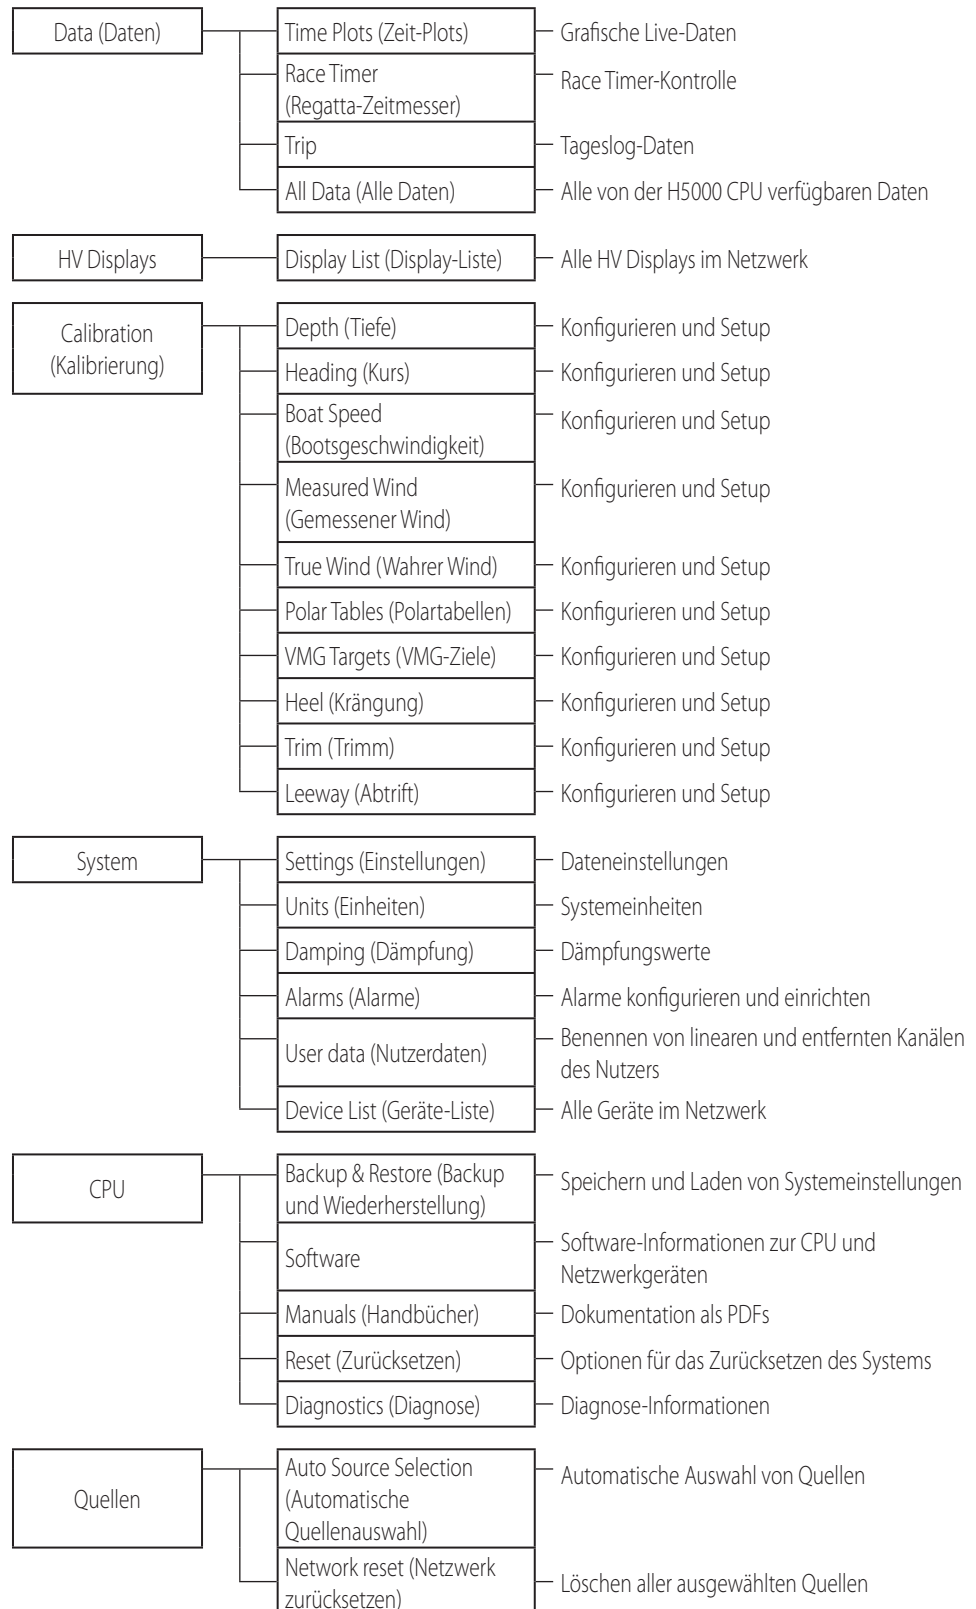 Data (Daten)
Time Plots (Zeit-Plots)
Grafische Live-Daten
Race Timer
(Regatta-Zeitmesser)
Race Timer-Kontrolle
Trip
Tageslog-Daten
All Data (Alle Daten)
Alle von der H5000 CPU verfügbaren Daten
HV Displays
Display List (Display-Liste)
Alle HV Displays im Netzwerk
Calibration
(Kalibrierung)
Depth (Tiefe)
Konfigurieren und Setup
Heading (Kurs)
Konfigurieren und Setup
Boat Speed
(Bootsgeschwindigkeit)
Konfigurieren und Setup
Measured Wind
(Gemessener Wind)
Konfigurieren und Setup
True Wind (Wahrer Wind)
Konfigurieren und Setup
Polar Tables (Polartabellen)
Konfigurieren und Setup
VMG Targets (VMG-Ziele)
Konfigurieren und Setup
Heel (Krängung)
Konfigurieren und Setup
Trim (Trimm)
Konfigurieren und Setup
Leeway (Abtrift)
Konfigurieren und Setup
System
Settings (Einstellungen)
Dateneinstellungen
Units (Einheiten)
Systemeinheiten
Damping (Dämpfung)
Dämpfungswerte
Alarms (Alarme)
Alarme konfigurieren und einrichten
User data (Nutzerdaten)
Benennen von linearen und entfernten Kanälen
des Nutzers
Device List (Geräte-Liste)
Alle Geräte im Netzwerk
CPU
Backup & Restore (Backup
und Wiederherstellung)
Speichern und Laden von Systemeinstellungen
Software
Software-Informationen zur CPU und
Netzwerkgeräten
Manuals (Handbücher)
Dokumentation als PDFs
Reset (Zurücksetzen)
Optionen für das Zurücksetzen des Systems
Diagnostics (Diagnose)
Diagnose-Informationen
Quellen
Auto Source Selection
(Automatische
Quellenauswahl)
Automatische Auswahl von Quellen
Network reset (Netzwerk
zurücksetzen)
Löschen aller ausgewählten Quellen